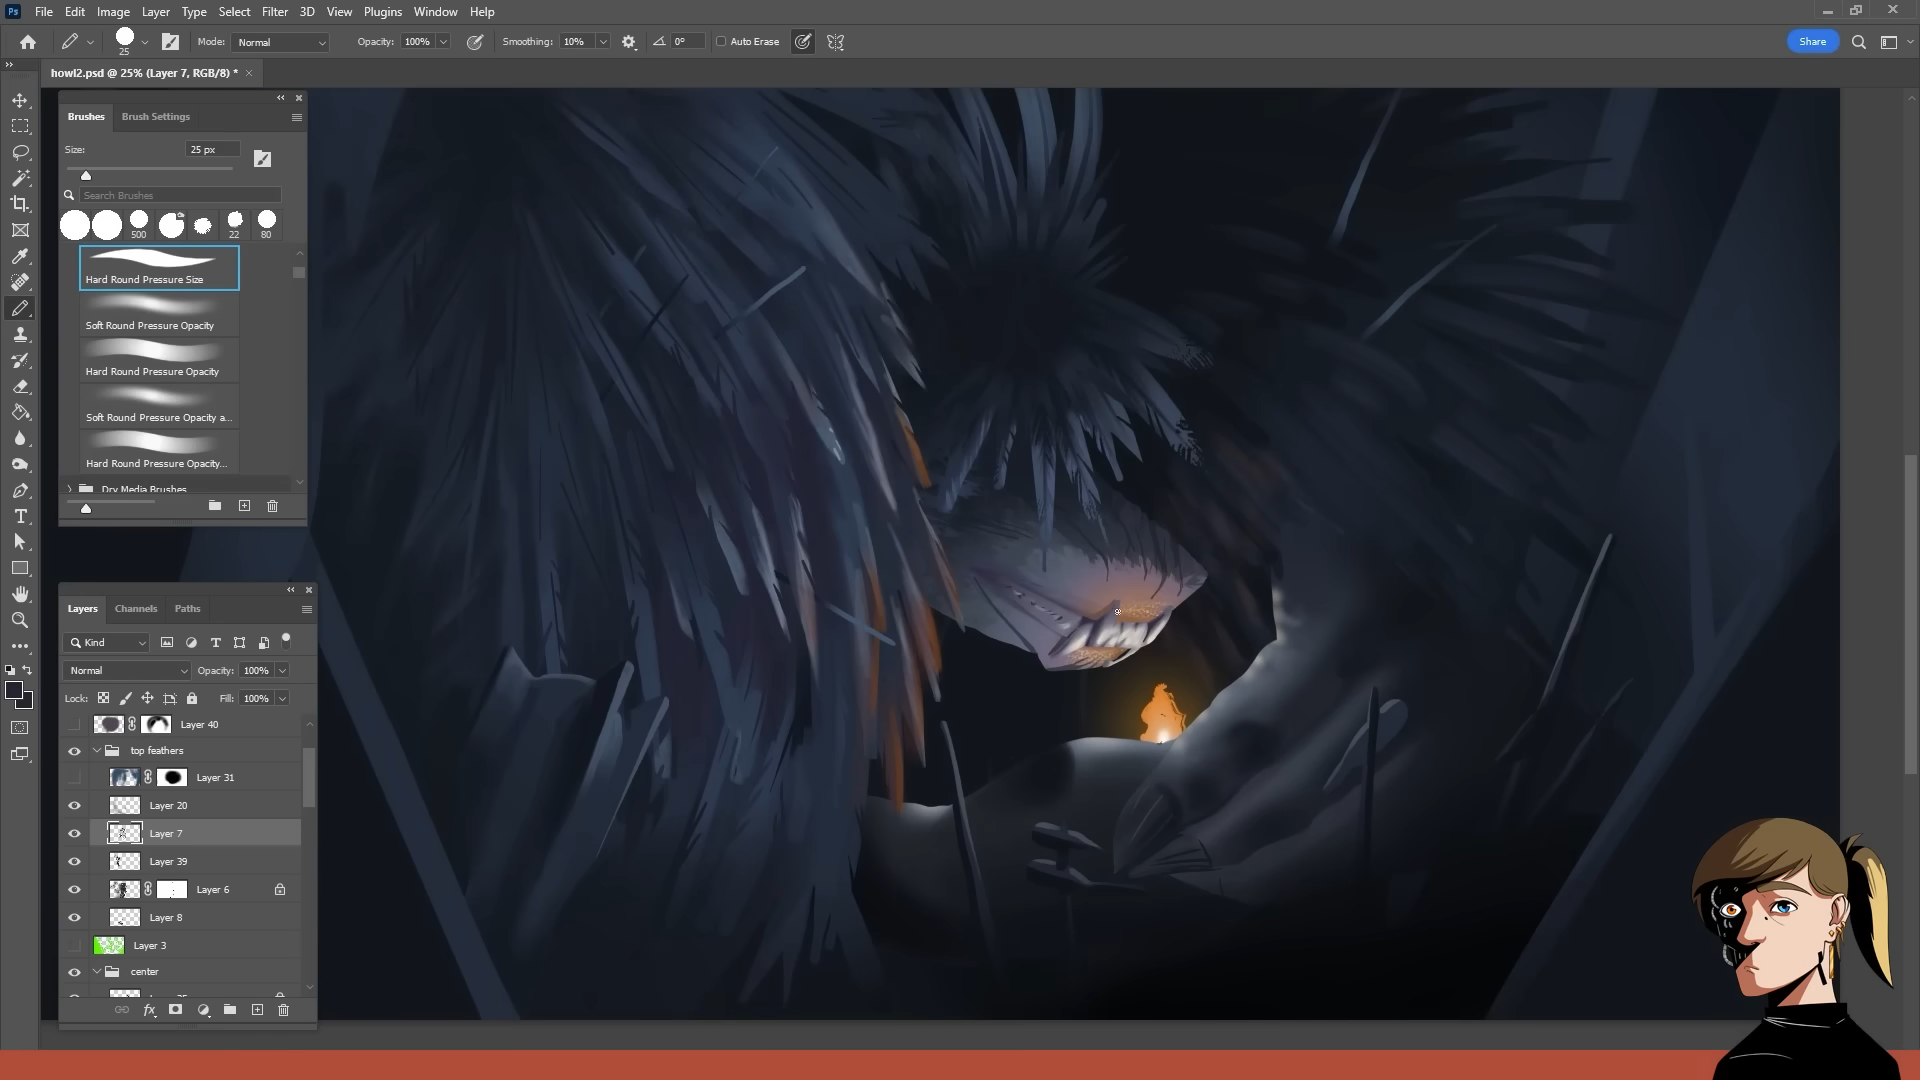 Ps File Edit Image Layer Type Select Filter 3D View Plugins Window Help
25 Mode: Normal Opacity: 100% Smoothing: 10% 0° Auto Erase Share
howl2.psd @ 25% (Layer 7, RGB/8) *
Brushes Brush Settings
Size: 25 px
Search Brushes
500 22 80
Hard Round Pressure Size
Soft Round Pressure Opacity
Hard Round Pressure Opacity
Soft Round Pressure Opacity a...
Hard Round Pressure Opacity...
Dry Media Brushes
Layers Channels Paths
Kind
Normal Opacity: 100%
Lock: Fill: 100%
Layer 40
top feathers
Layer 31
Layer 20
Layer 7
Layer 39
Layer 6
Layer 8
Layer 3
center
fx